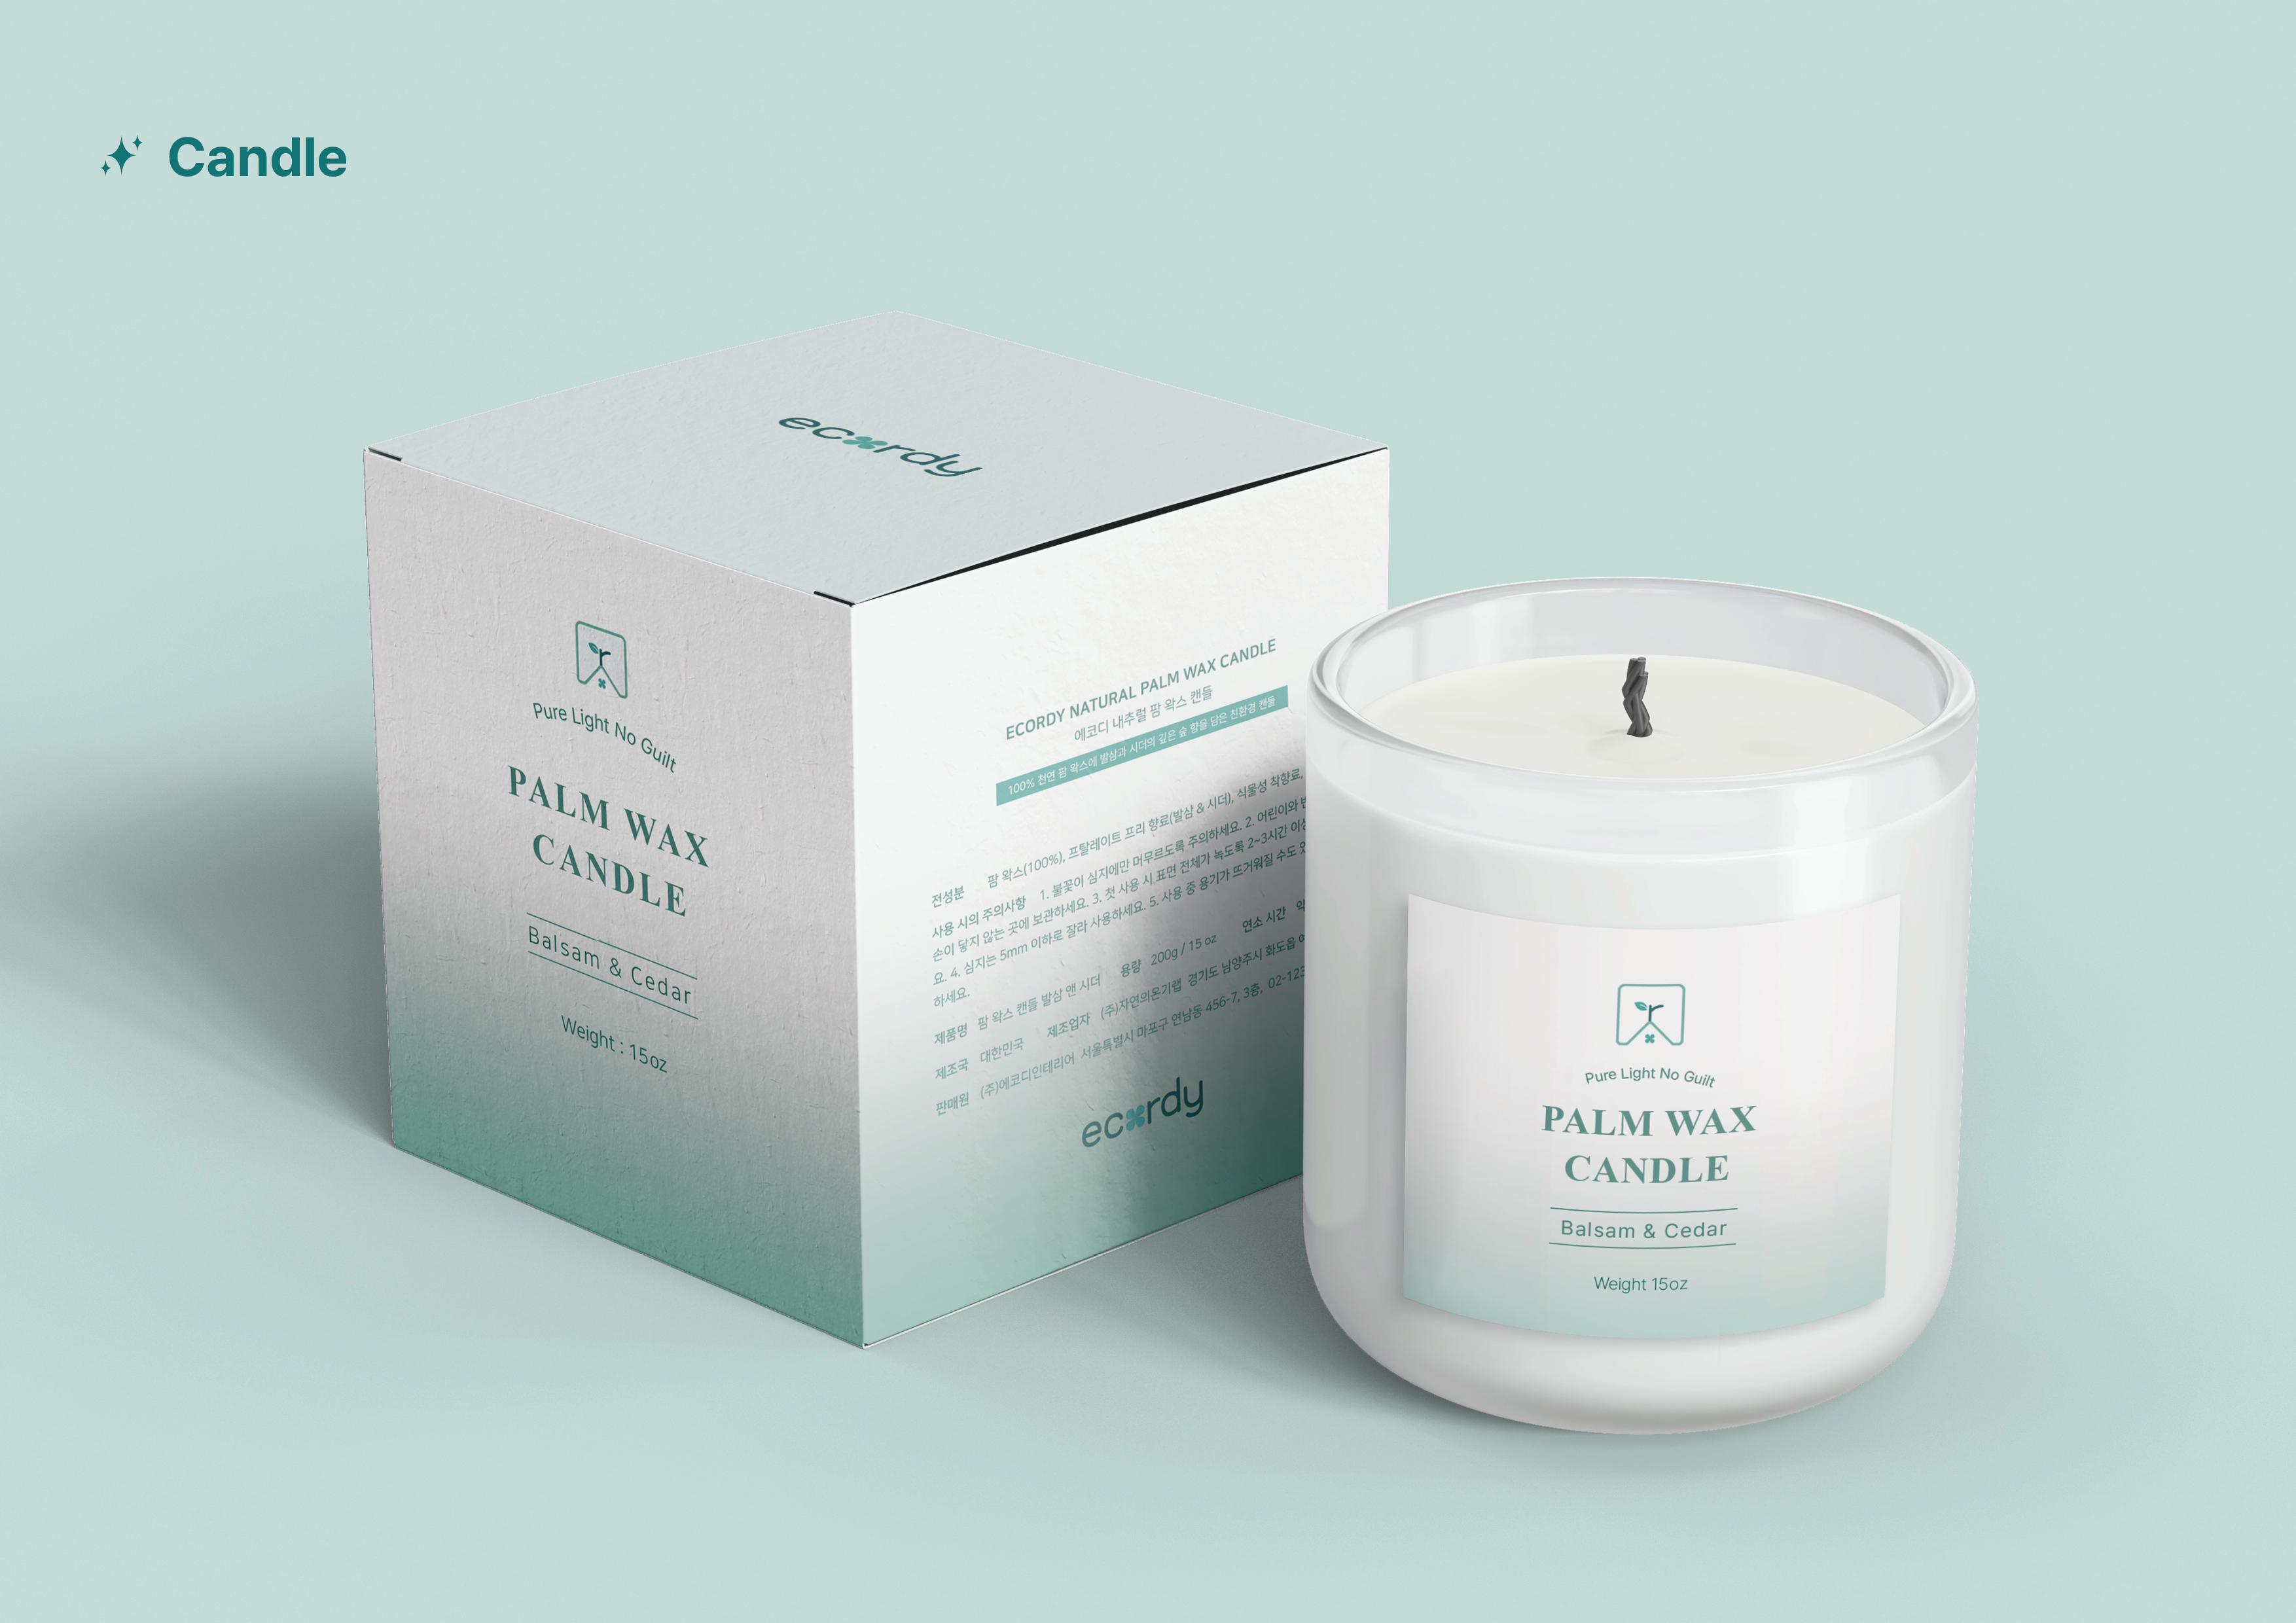 Candle
ecordy
Pure Light No Guilt
PALM WAX
CANDLE
Balsam & Cedar
Weight : 15oz
ECORDY NATURAL PALM WAX CANDLE
에코디 내추럴 팜 왁스 캔들
100% 천연 팜 왁스에 발삼과 시더의 깊은 숲 향을 담은 친환경 캔들
전성분 팜 왁스(100%), 프탈레이트 프리 향료(발삼 & 시더), 식물성 착향료,
사용 시의 주의사항 1. 불꽃이 심지에만 머무르도록 주의하세요. 2. 어린이와
손이 닿지 않는 곳에 보관하세요. 3. 첫 사용 시 표면 전체가 녹도록 2~3시간
요. 4. 심지는 5mm 이하로 잘라 사용하세요. 5. 사용 중 용기가 뜨거워질 수도
하세요.
제품명 팜 왁스 캔들 발삼 앤 시더 용량 200g / 15 oz 연소 시간
제조국 대한민국 제조업자 (주)자연의온기랩 경기도 남양주시 화도읍
판매원 (주)에코디인테리어 서울특별시 마포구 연남동 456-7, 3층, 02-123
ecordy
Pure Light No Guilt
PALM WAX
CANDLE
Balsam & Cedar
Weight 15oz